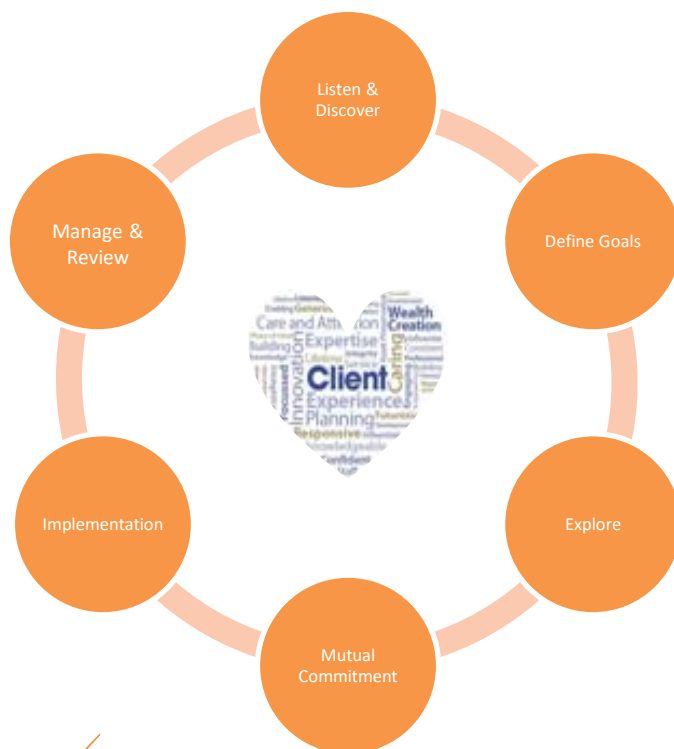 Listen &
Discover
Define Goals
Explore
Mutual
Commitment
Implementation
Manage &
Review
Wealth
Creation
Care and Attention
Building
Expertise
Caring
Innovation
Focussed
Client
Experience
Planning
Responsive
Confident